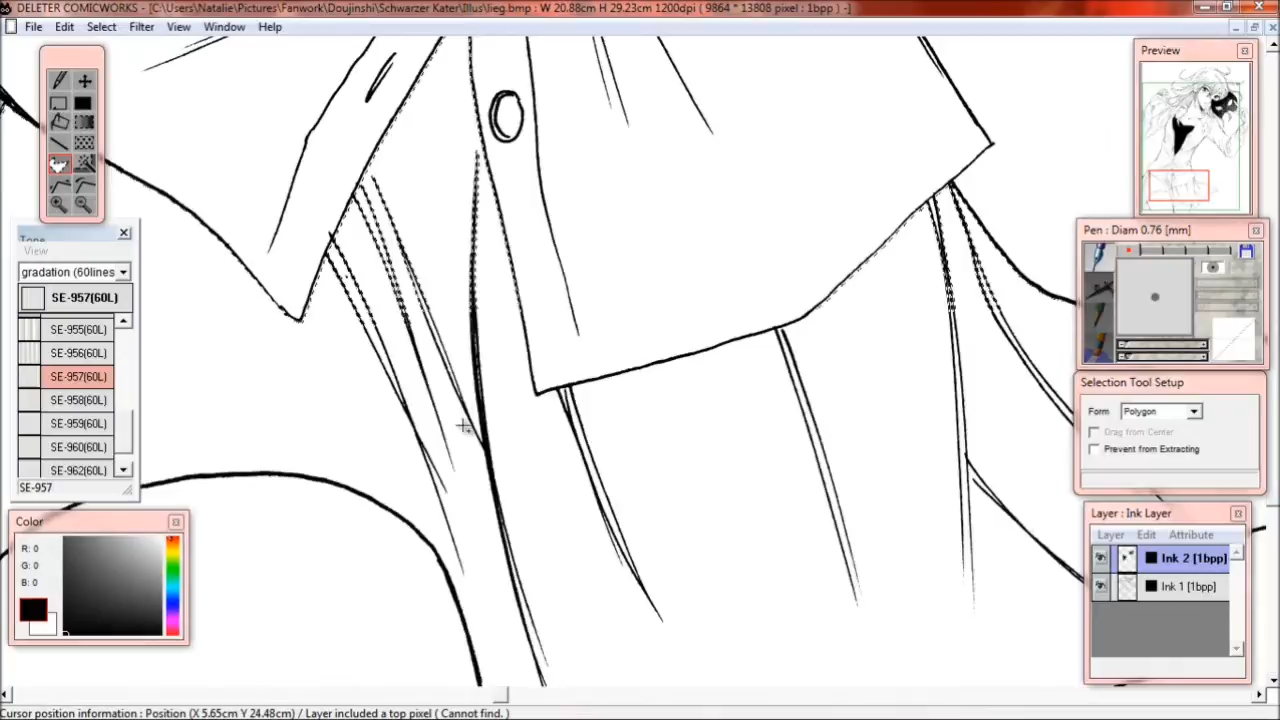 DELETER COMICWORKS - [C:\Users\Natalie\Pictures\Fanwork\Doujinshi\Schwarzer Kater\Illus\lieg.bmp : W 20.88cm H 29.23cm 1200dpi (9864 * 13808 pixel : 1bpp ) -]
File Edit Select Filter View Window Help
Preview
Tone
View
gradation (60lines
SE-957(60L)
SE-955(60L)
SE-956(60L)
SE-957(60L)
SE-958(60L)
SE-959(60L)
SE-960(60L)
SE-962(60L)
SE-957
Color
R: 0
G: 0
B: 0
Pen : Diam 0.76 [mm]
Selection Tool Setup
Form Polygon
Drag from Center
Prevent from Extracting
Layer : Ink Layer
Layer Edit Attribute
Ink 2 [1bpp]
Ink 1 [1bpp]
Cursor position information : Position (X 5.65cm Y 24.48cm) / Layer included a top pixel ( Cannot find. )